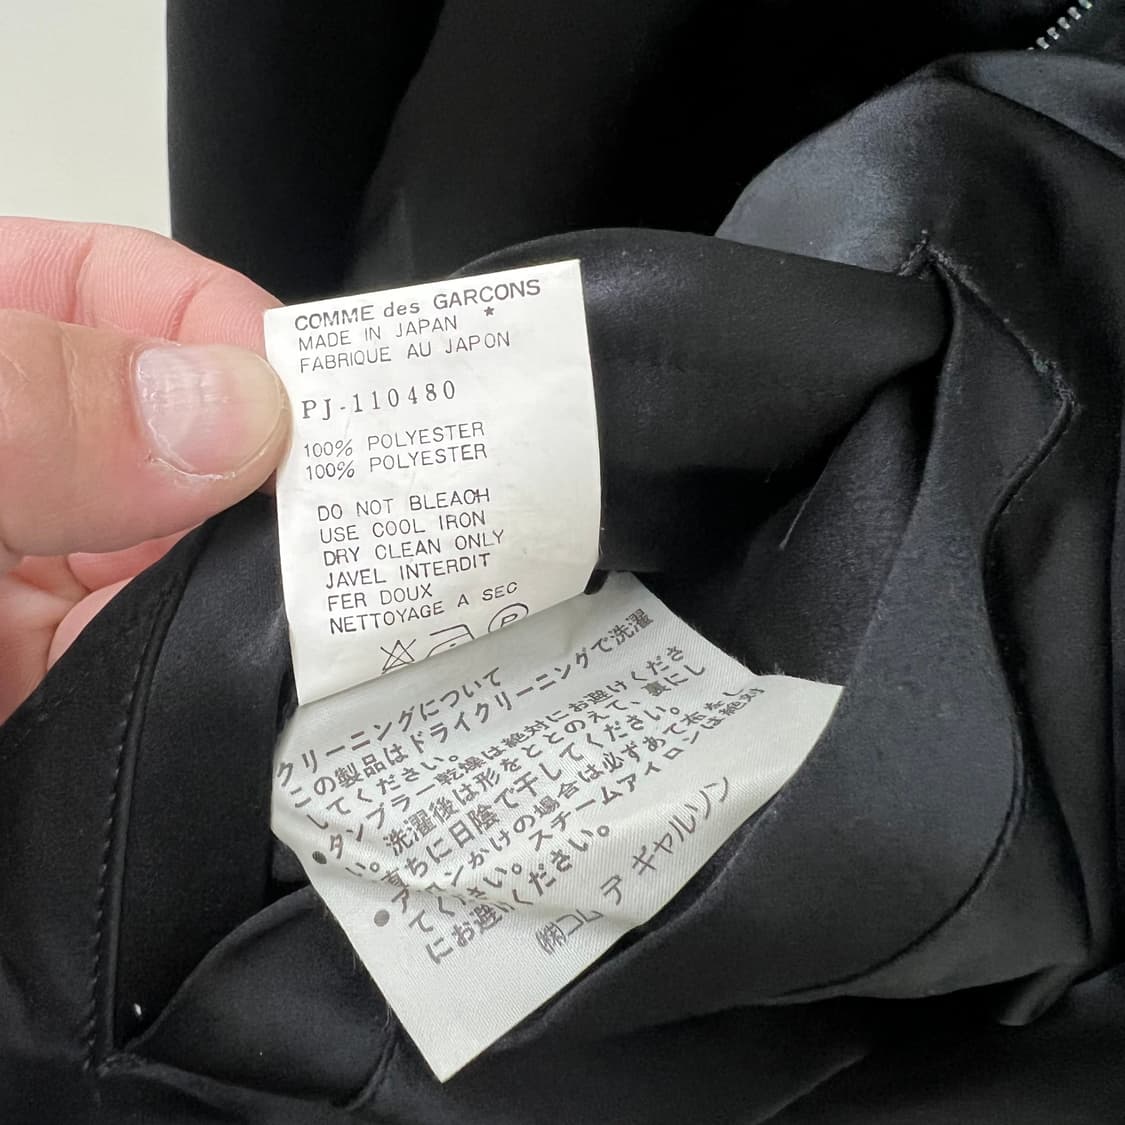 COMME des GARCONS
★
MADE IN JAPAN
FABRIQUE AU JAPON
PJ-110480
100% POLYESTER
100% POLYESTER
DO NOT BLEACH
USE COOL IRON
DRY CLEAN ONLY
JAVEL INTERDIT
FER DOUX
NETTOYAGE A SEC
P
クリーニングについて
この製品はドライクリーニングで洗濯
してください。
・タンブラー乾燥は絶対にお避けくださ
い。洗濯後は形をととのえて、裏にし
直ちに日陰で干してください。
●アイロンかけの場合は必ずあて布をし
てください。スチームアイロンは絶対
にお避けください。
㈱コム デ ギャルソン